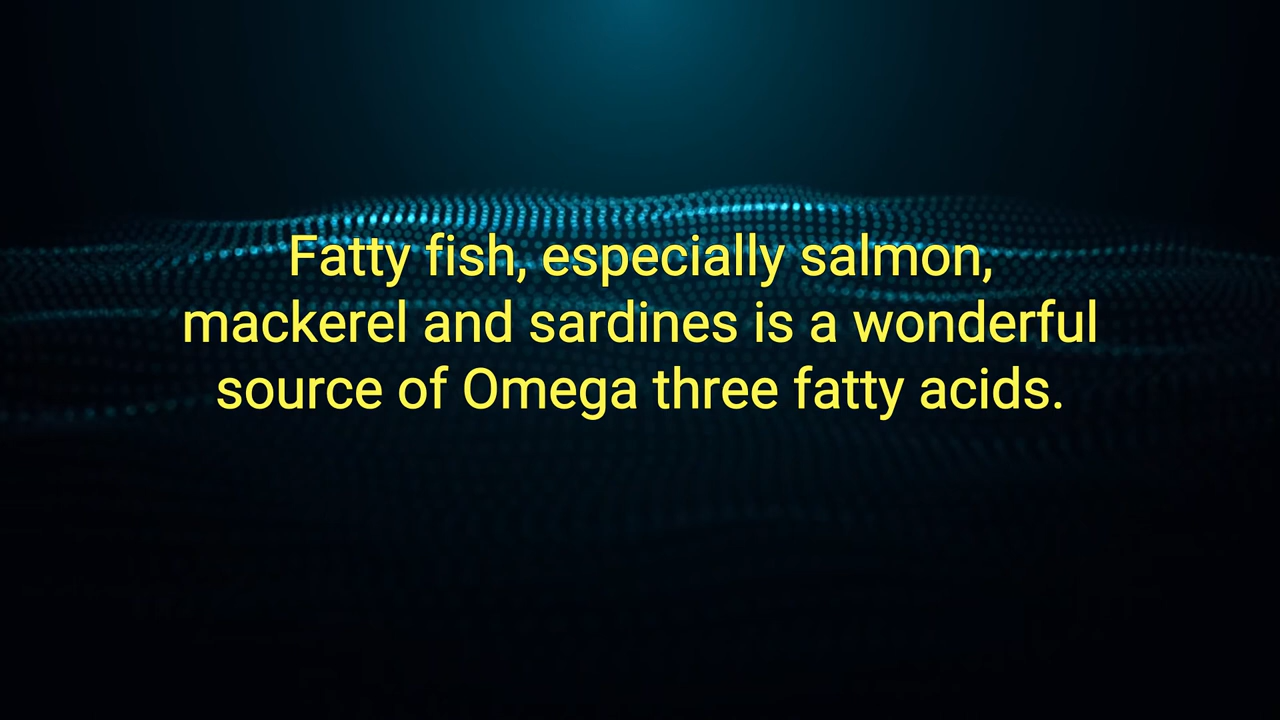 Fatty fish, especially salmon,
mackerel and sardines is a wonderful
source of Omega three fatty acids.